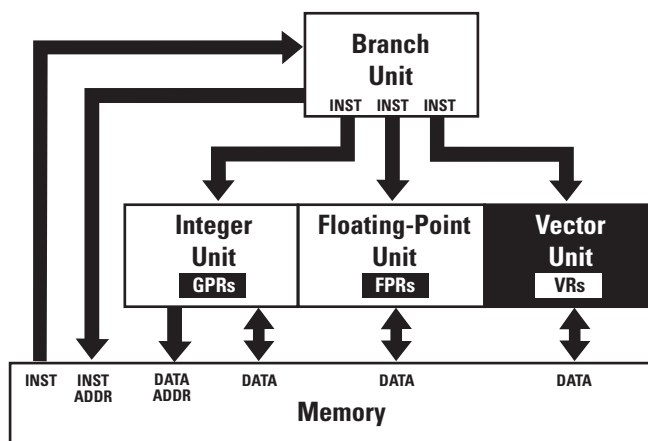 Branch
Unit
INST INST INST
Integer
Unit
GPRs
Floating-Point
Unit
FPRs
Vector
Unit
VRs
INST
INST
ADDR
DATA
ADDR
DATA
DATA
DATA
Memory